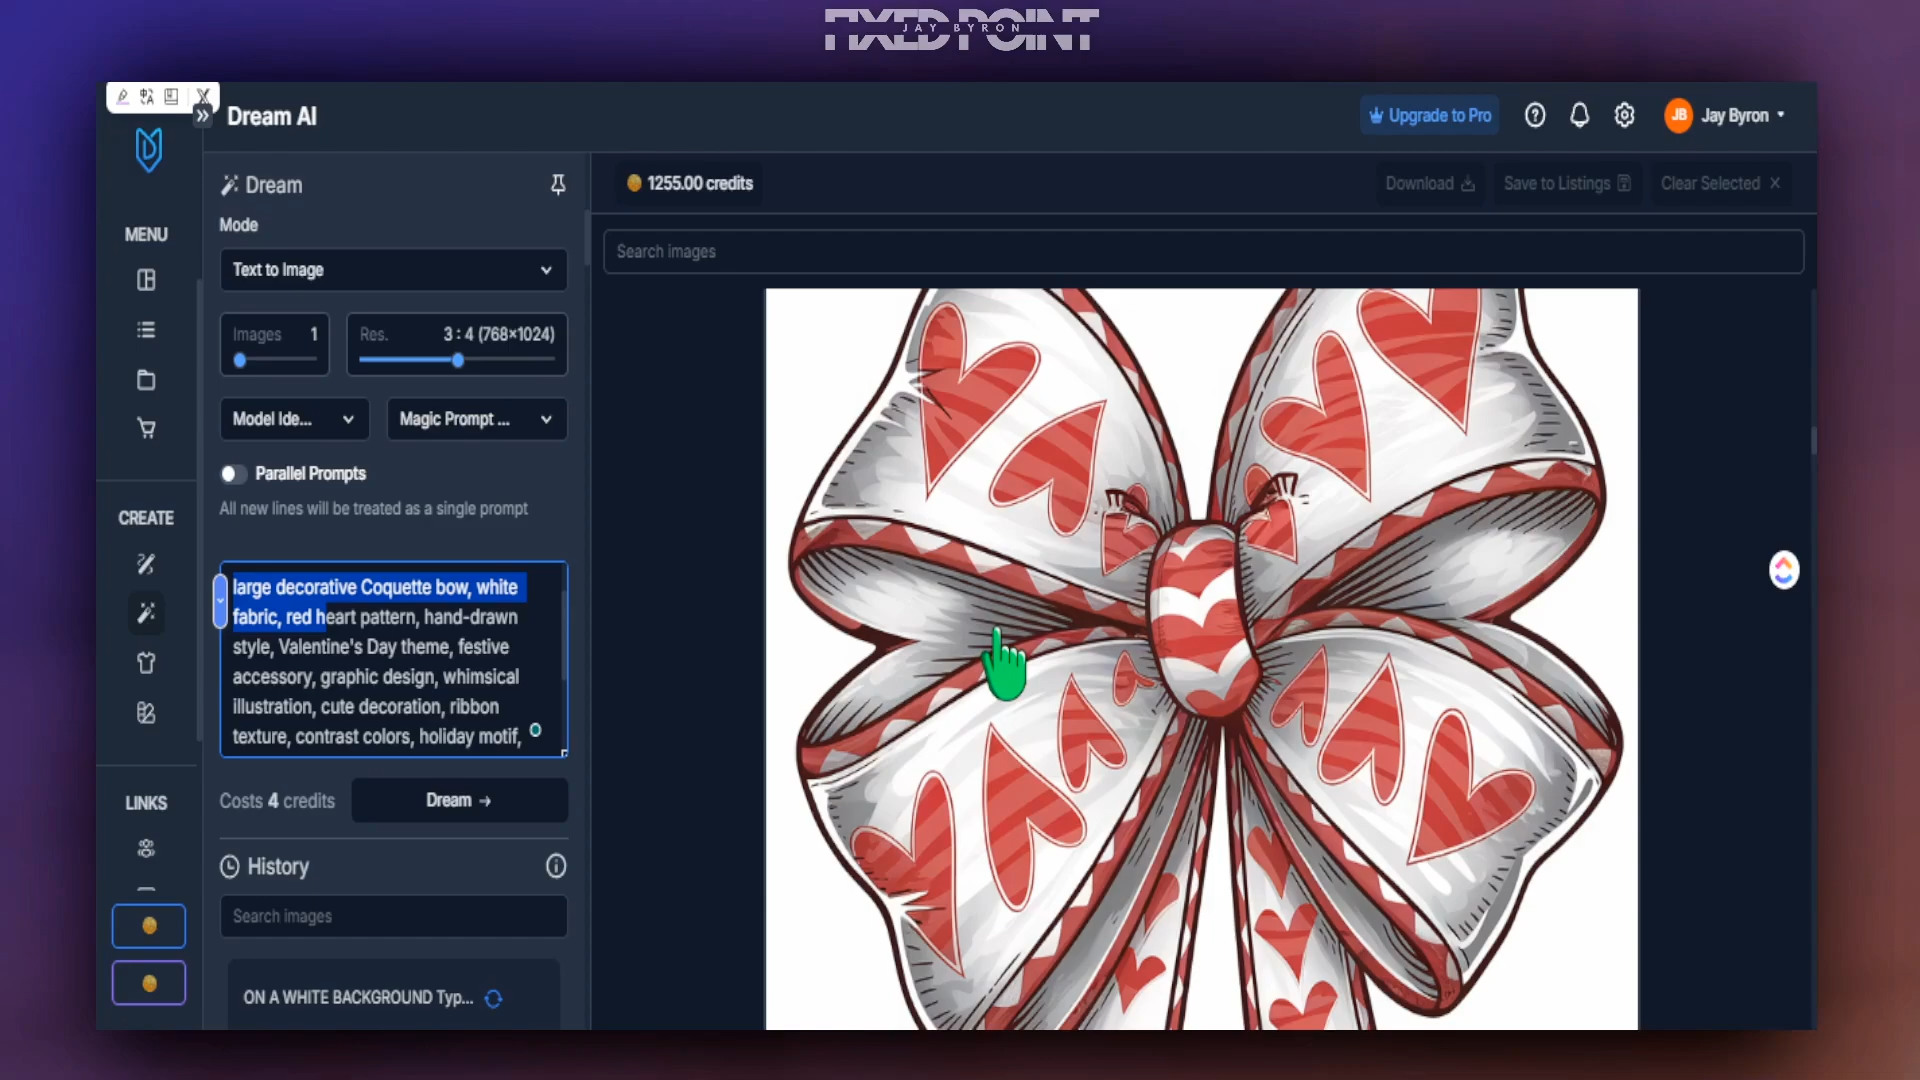 FIXED POINT
JAY BYRON
Dream AI
Upgrade to Pro
JB
Jay Byron
Dream
1255.00 credits
Download
Save to Listings
Clear Selected
MENU
Mode
Search images
Text to Image
Images 1
Res. 3 : 4 (768×1024)
Model Ide...
Magic Prompt ...
Parallel Prompts
All new lines will be treated as a single prompt
CREATE
large decorative Coquette bow, white
fabric, red heart pattern, hand-drawn
style, Valentine's Day theme, festive
accessory, graphic design, whimsical
illustration, cute decoration, ribbon
texture, contrast colors, holiday motif,
Costs 4 credits
Dream →
LINKS
History
Search images
ON A WHITE BACKGROUND Typ...